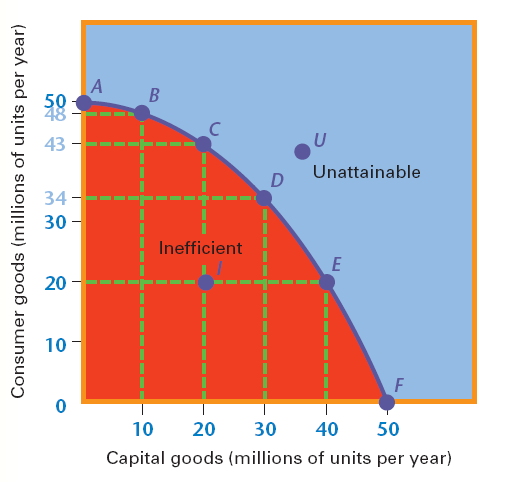 Consumer goods (millions of units per year)
50
48
43
34
30
20
10
0
A
B
C
D
E
F
U
Unattainable
Inefficient
I
10 20 30 40 50
Capital goods (millions of units per year)